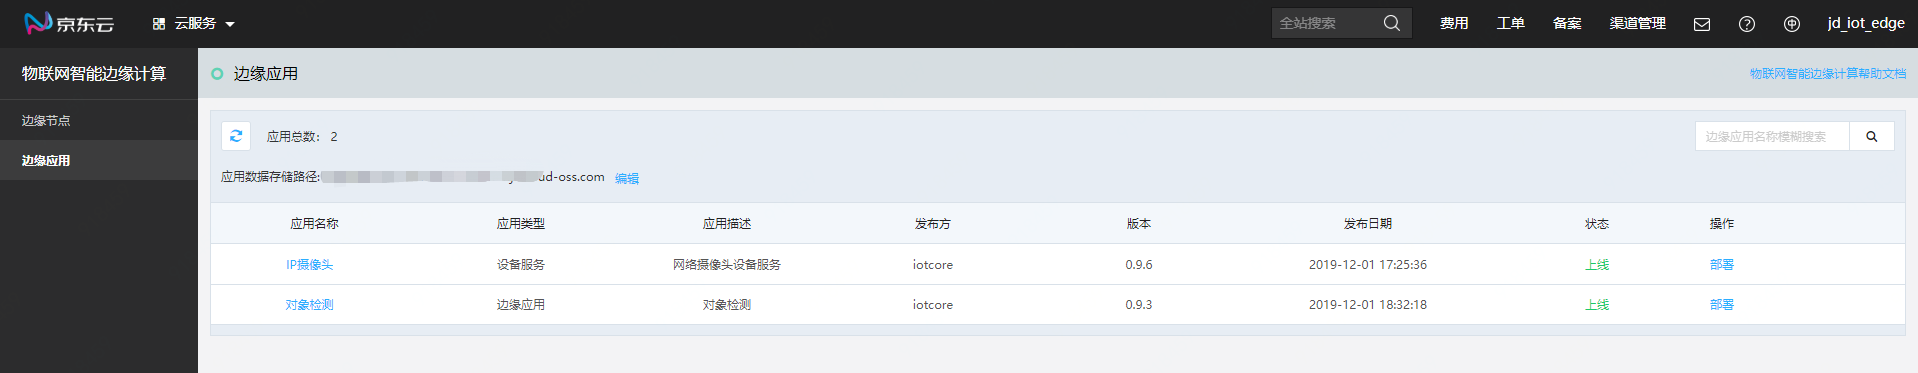 京东云 云服务 全站搜索 费用 工单 备案 渠道管理 jd_iot_edge
物联网智能边缘计算
边缘节点
边缘应用
边缘应用 物联网智能边缘计算帮助文档
应用总数： 2 边缘应用名称模糊搜索
应用数据存储路径: ud-oss.com 编辑
应用名称 应用类型 应用描述 发布方 版本 发布日期 状态 操作
IP摄像头 设备服务 网络摄像头设备服务 iotcore 0.9.6 2019-12-01 17:25:36 上线 部署
对象检测 边缘应用 对象检测 iotcore 0.9.3 2019-12-01 18:32:18 上线 部署